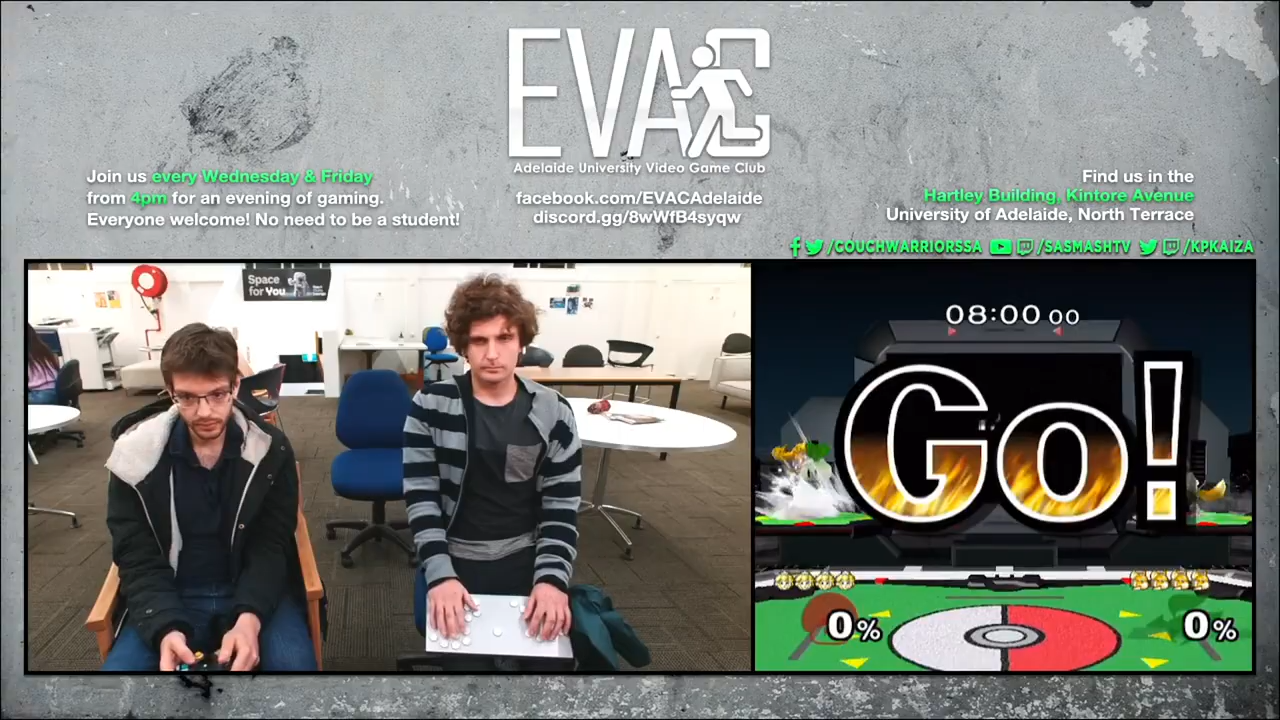 EVAC
Adelaide University Video Game Club
Join us every Wednesday & Friday
from 4pm for an evening of gaming.
Everyone welcome! No need to be a student!
facebook.com/EVACAdelaide
discord.gg/8wWfB4syqw
Find us in the
Hartley Building, Kintore Avenue
University of Adelaide, North Terrace
/COUCHWARRIORSSA /SASMASHTV /KPKAIZA
Space
for You
08:00 00
Go!
0%
0%